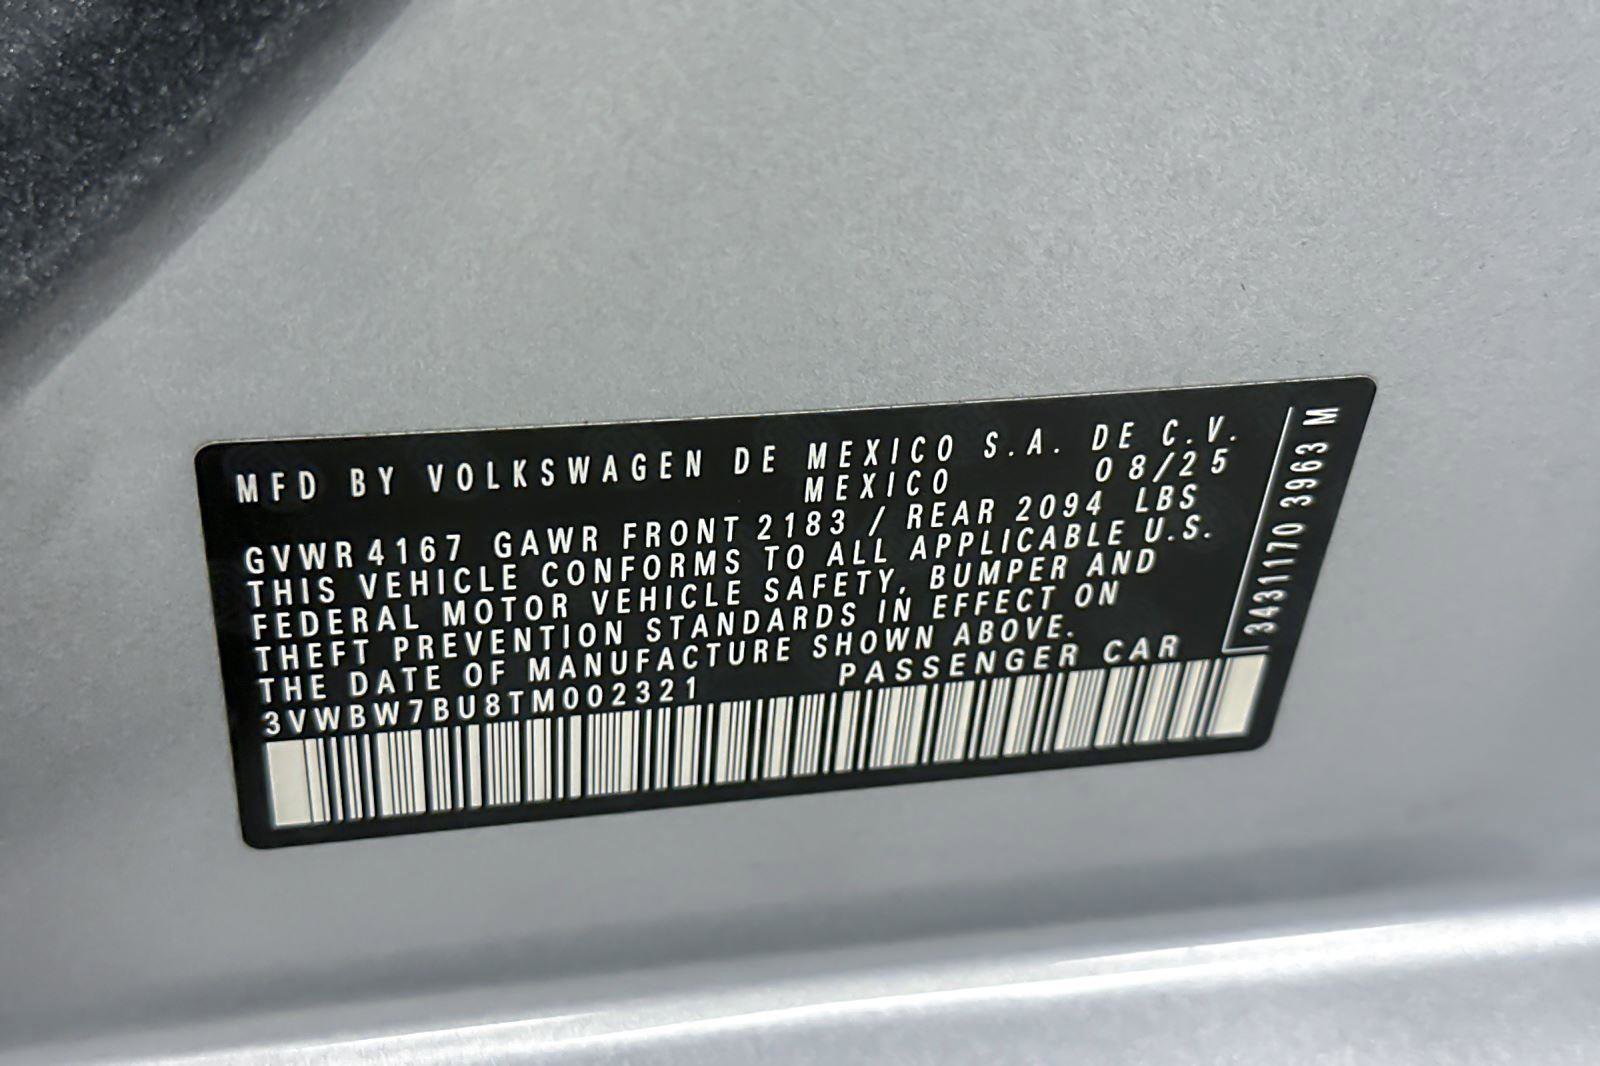 MFD BY VOLKSWAGEN DE MEXICO S.A. DE C.V.
MEXICO 08/25
GVWR 4167 GAWR FRONT 2183 / REAR 2094 LBS
THIS VEHICLE CONFORMS TO ALL APPLICABLE U.S.
FEDERAL MOTOR VEHICLE SAFETY, BUMPER AND
THEFT PREVENTION STANDARDS IN EFFECT ON
THE DATE OF MANUFACTURE SHOWN ABOVE.
3VWBW7BU8TM002321 PASSENGER CAR
3431170 3963 M